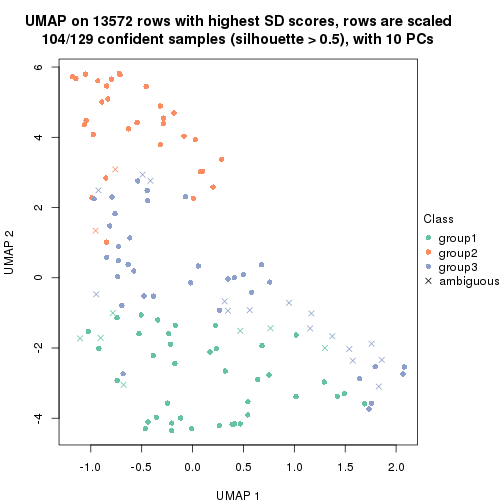 UMAP on 13572 rows with highest SD scores, rows are scaled
104/129 confident samples (silhouette > 0.5), with 10 PCs
6
4
2
0
-2
-4
UMAP 2
-1.0 -0.5 0.0 0.5 1.0 1.5 2.0
UMAP 1
Class
group1
group2
group3
ambiguous